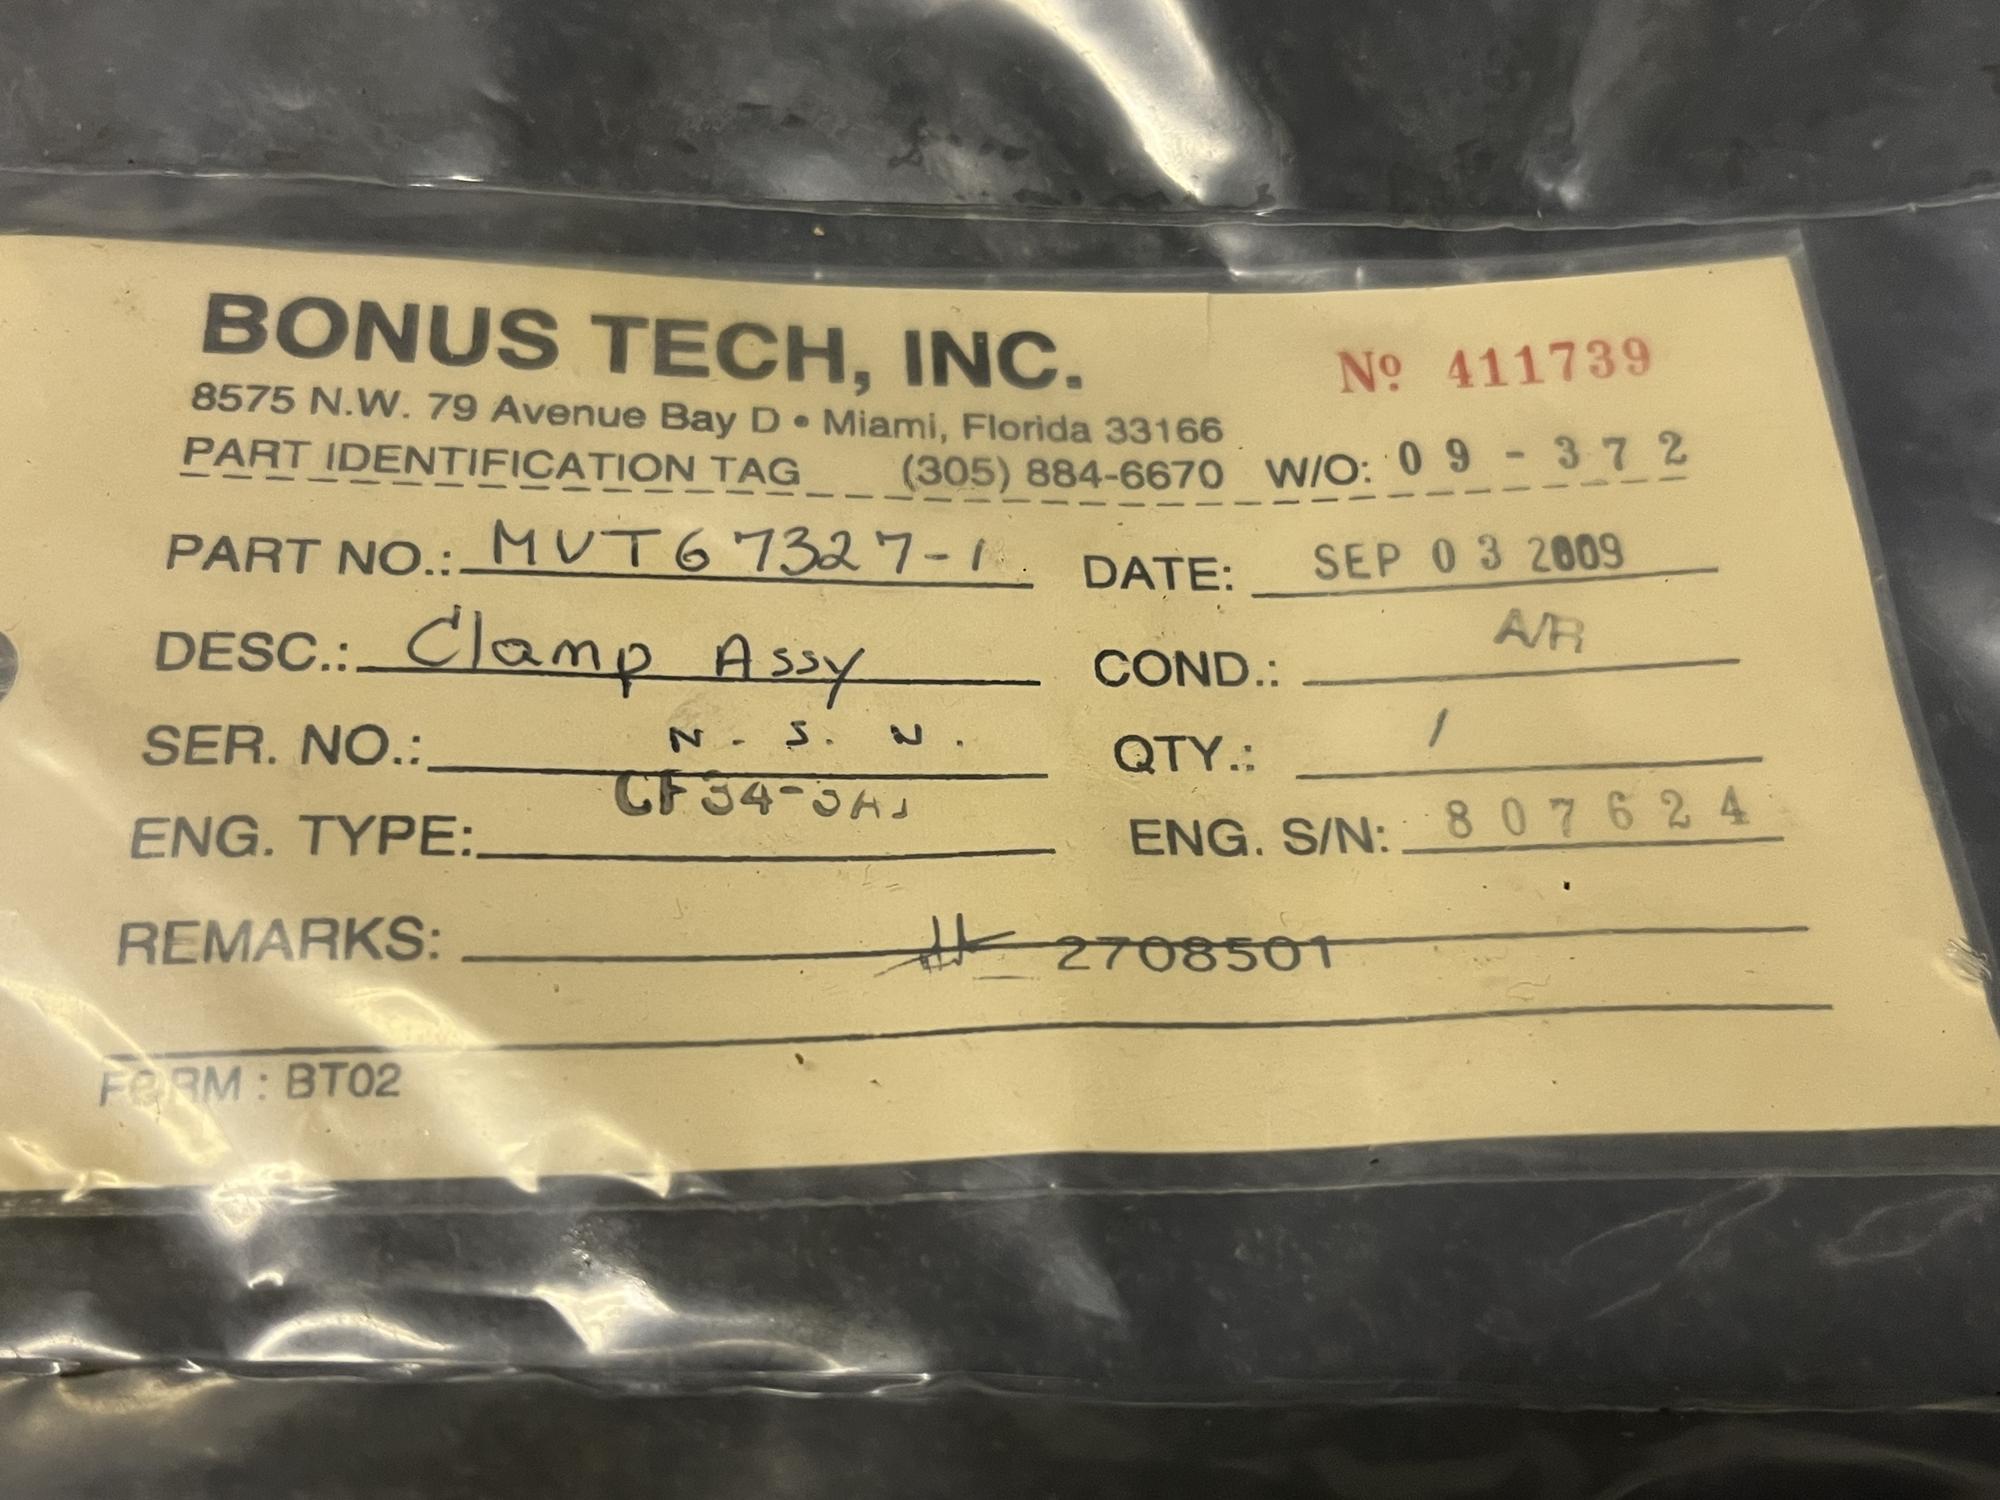 BONUS TECH, INC.
Nº 411739
8575 N.W. 79 Avenue Bay D • Miami, Florida 33166
PART IDENTIFICATION TAG (305) 884-6670 W/O: 09-372
PART NO.: MVT67327-1 DATE: SEP 03 2009
DESC.: Clamp Assy COND.: A/R
SER. NO.: N.S.N. QTY.: 1
ENG. TYPE: CF34-3A1 ENG. S/N: 807624
REMARKS: # 2708501
FORM : BT02